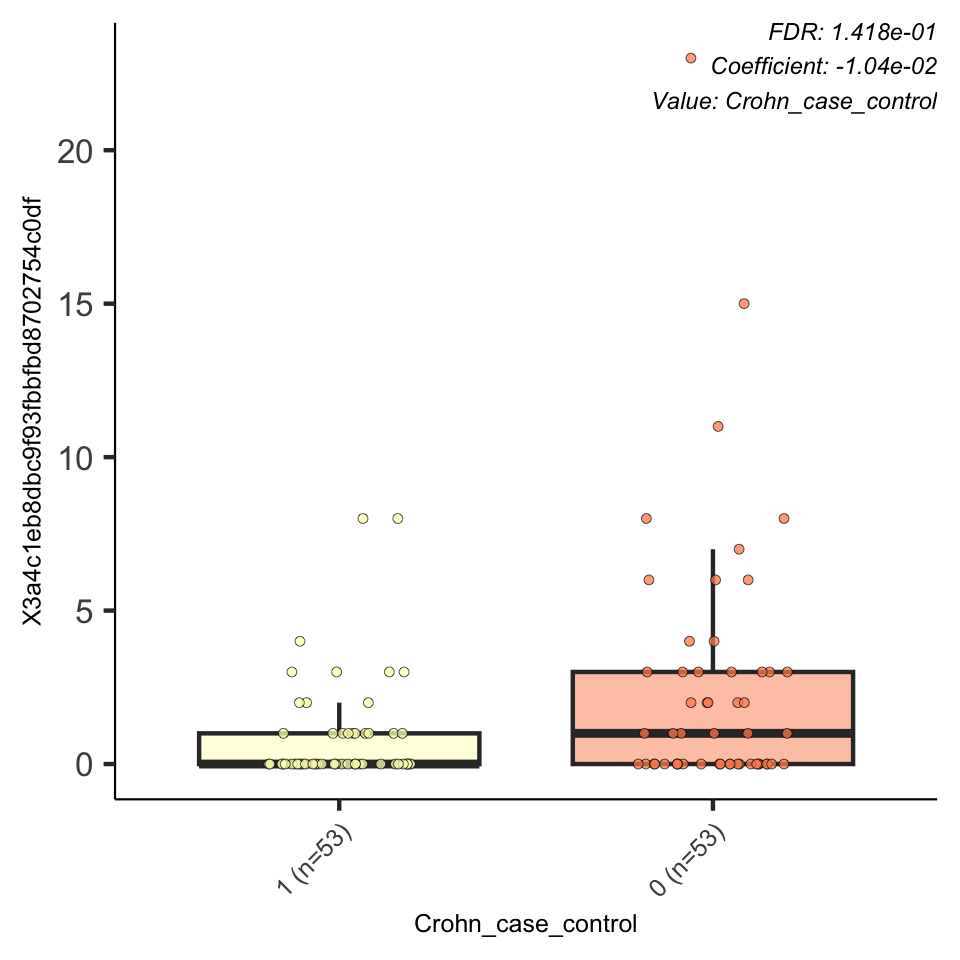 FDR: 1.418e-01
Coefficient: -1.04e-02
Value: Crohn_case_control
X3a4c1eb8dbc9f93fbbfbd8702754c0df
20
15
10
5
0
1 (n=53)
0 (n=53)
Crohn_case_control